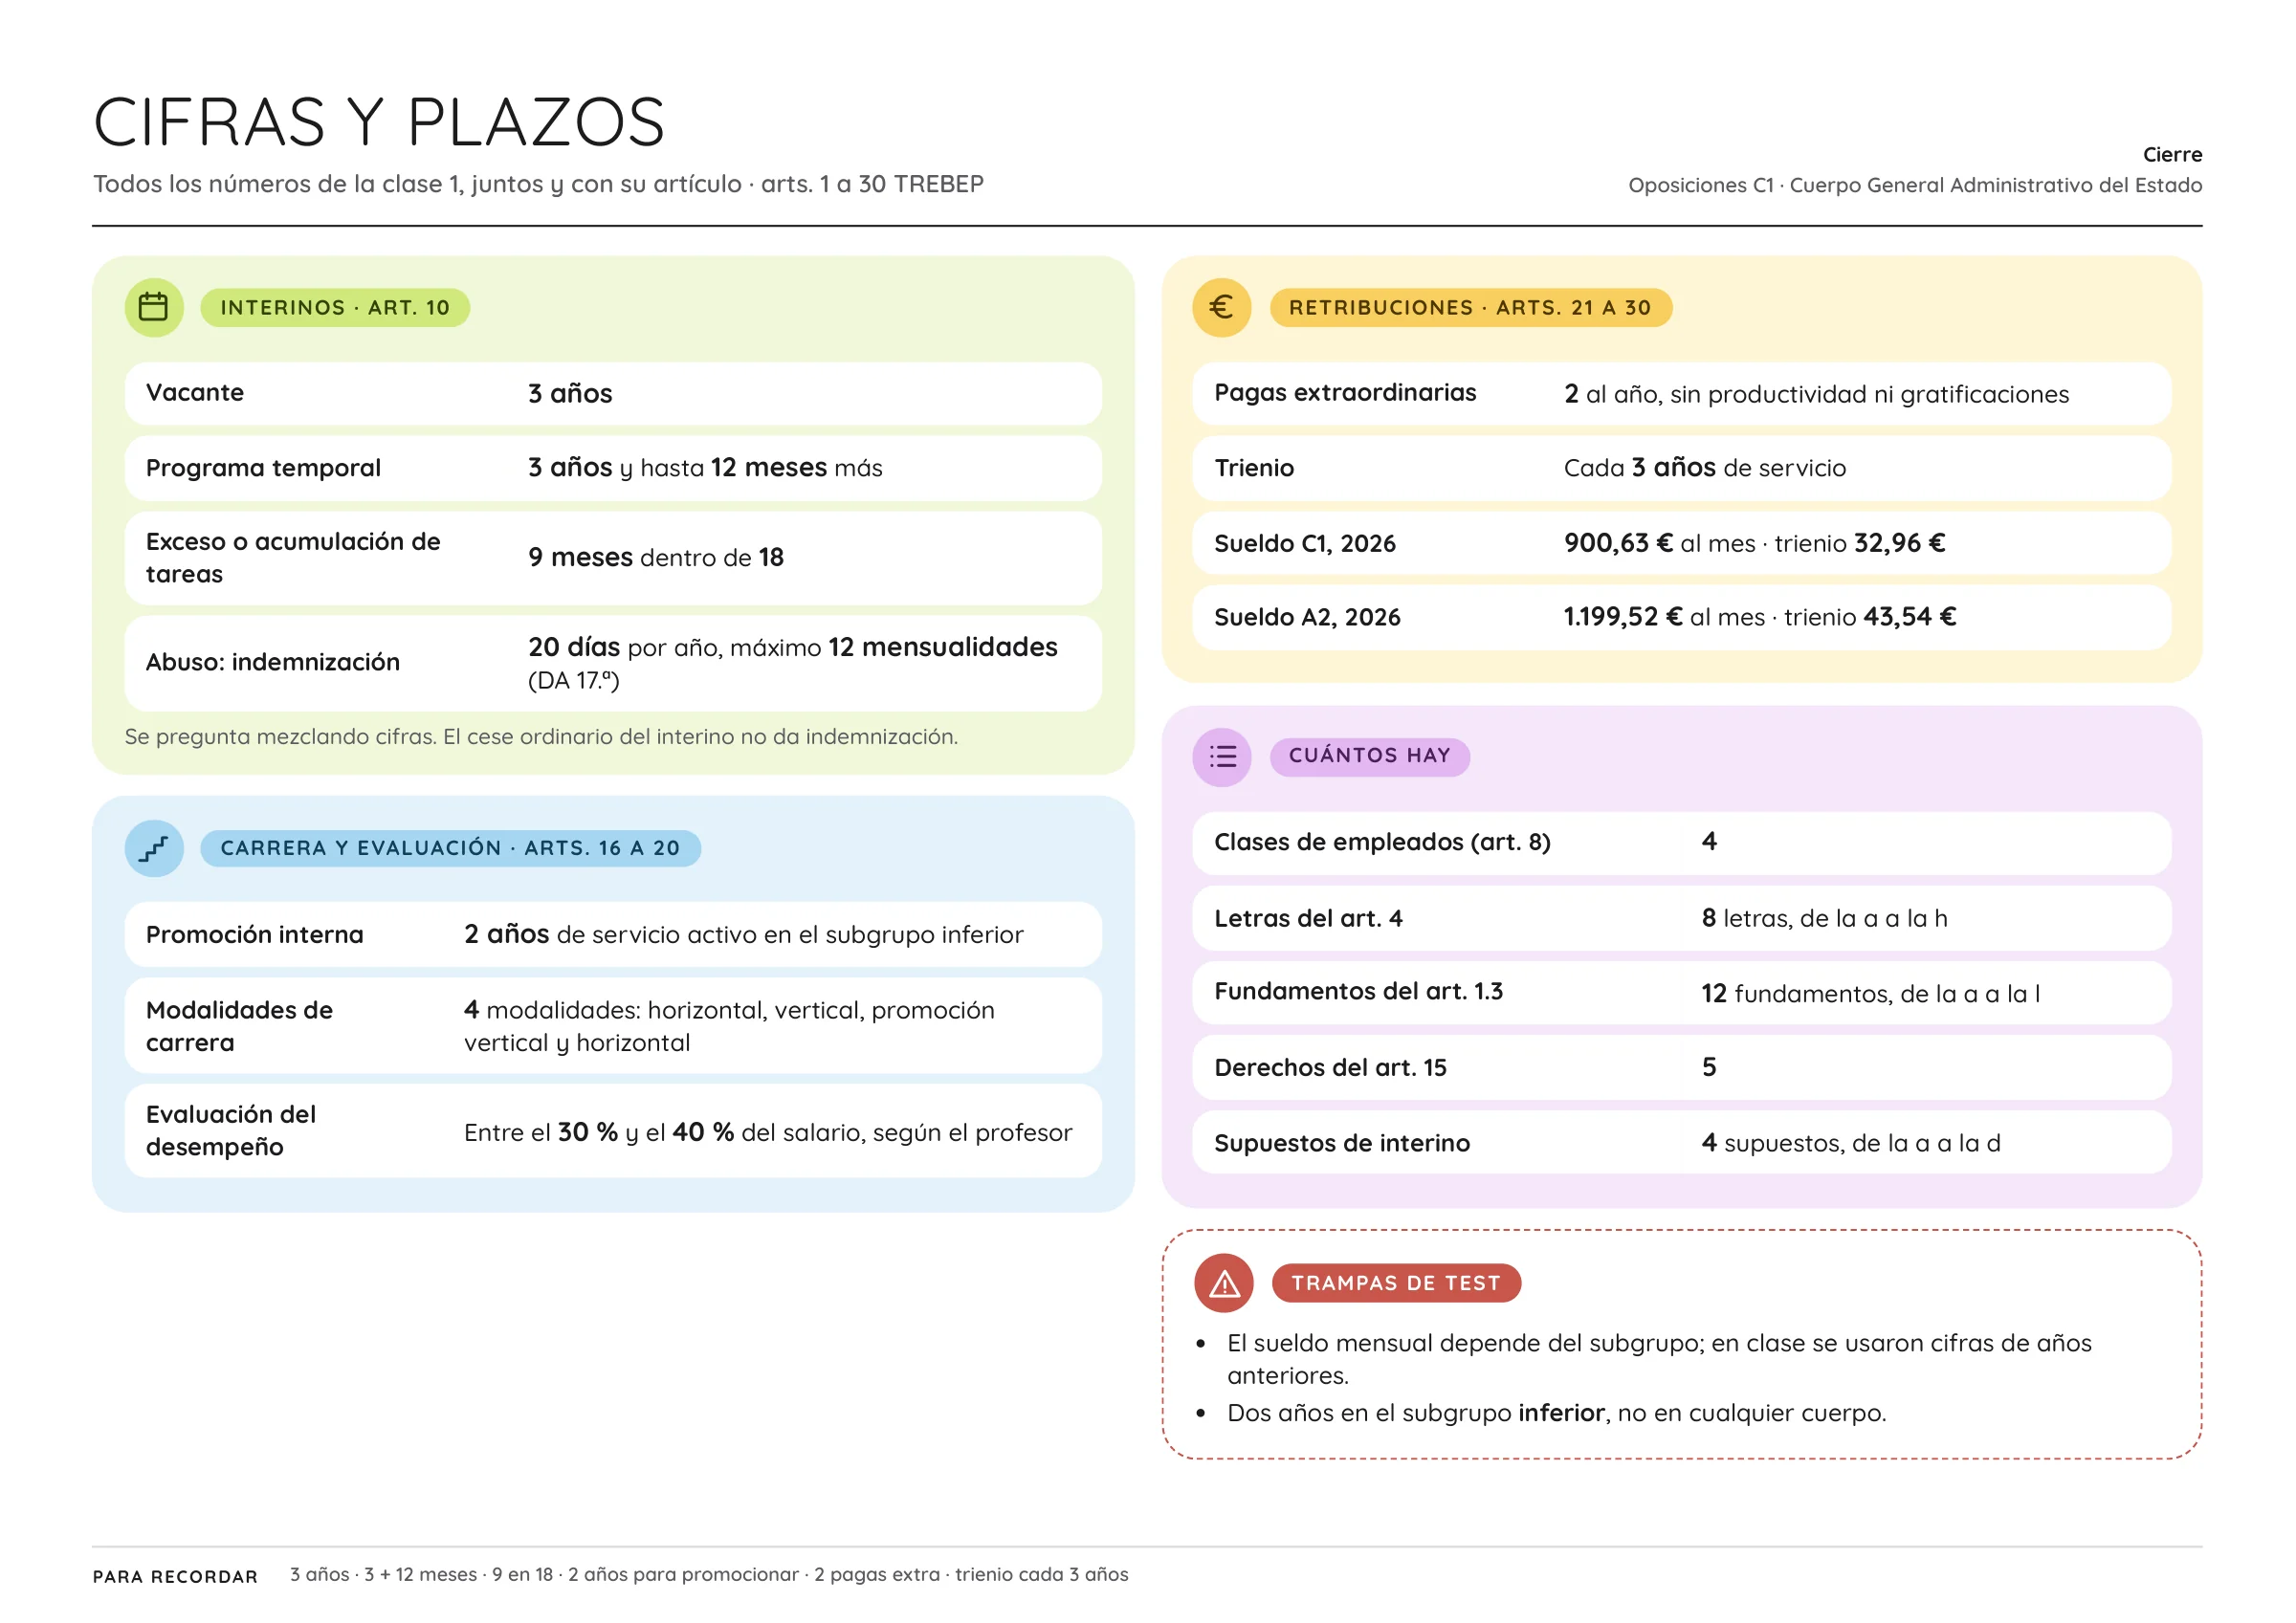 CIFRAS Y PLAZOS
Todos los números de la clase 1, juntos y con su artículo · arts. 1 a 30 TREBEP
Cierre
Oposiciones C1 · Cuerpo General Administrativo del Estado
INTERINOS · ART. 10
Vacante 3 años
Programa temporal 3 años y hasta 12 meses más
Exceso o acumulación de
tareas
9 meses dentro de 18
Abuso: indemnización
20 días por año, máximo 12 mensualidades
(DA 17.ª)
Se pregunta mezclando cifras. El cese ordinario del interino no da indemnización.
CARRERA Y EVALUACIÓN · ARTS. 16 A 20
Promoción interna 2 años de servicio activo en el subgrupo inferior
Modalidades de
carrera
4 modalidades: horizontal, vertical, promoción
vertical y horizontal
Evaluación del
desempeño
Entre el 30 % y el 40 % del salario, según el profesor
€ RETRIBUCIONES · ARTS. 21 A 30
Pagas extraordinarias 2 al año, sin productividad ni gratificaciones
Trienio Cada 3 años de servicio
Sueldo C1, 2026 900,63 € al mes · trienio 32,96 €
Sueldo A2, 2026 1.199,52 € al mes · trienio 43,54 €
CUÁNTOS HAY
Clases de empleados (art. 8) 4
Letras del art. 4 8 letras, de la a a la h
Fundamentos del art. 1.3 12 fundamentos, de la a a la l
Derechos del art. 15 5
Supuestos de interino 4 supuestos, de la a a la d
TRAMPAS DE TEST
• El sueldo mensual depende del subgrupo; en clase se usaron cifras de años
anteriores.
• Dos años en el subgrupo inferior, no en cualquier cuerpo.
PARA RECORDAR 3 años · 3 + 12 meses · 9 en 18 · 2 años para promocionar · 2 pagas extra · trienio cada 3 años